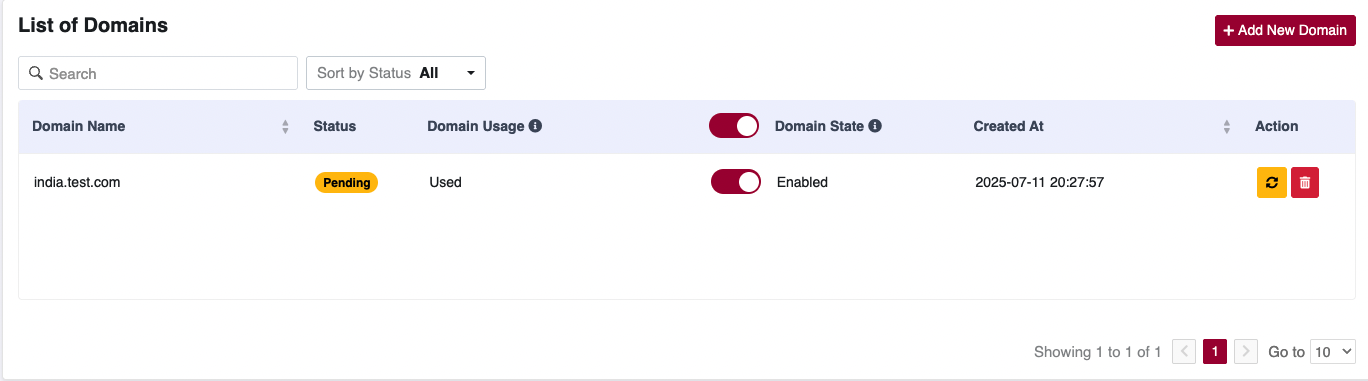 List of Domains
+ Add New Domain
Search
Sort by Status All
Domain Name Status Domain Usage Domain State Created At Action
india.test.com Pending Used Enabled 2025-07-11 20:27:57
Showing 1 to 1 of 1 1 Go to 10